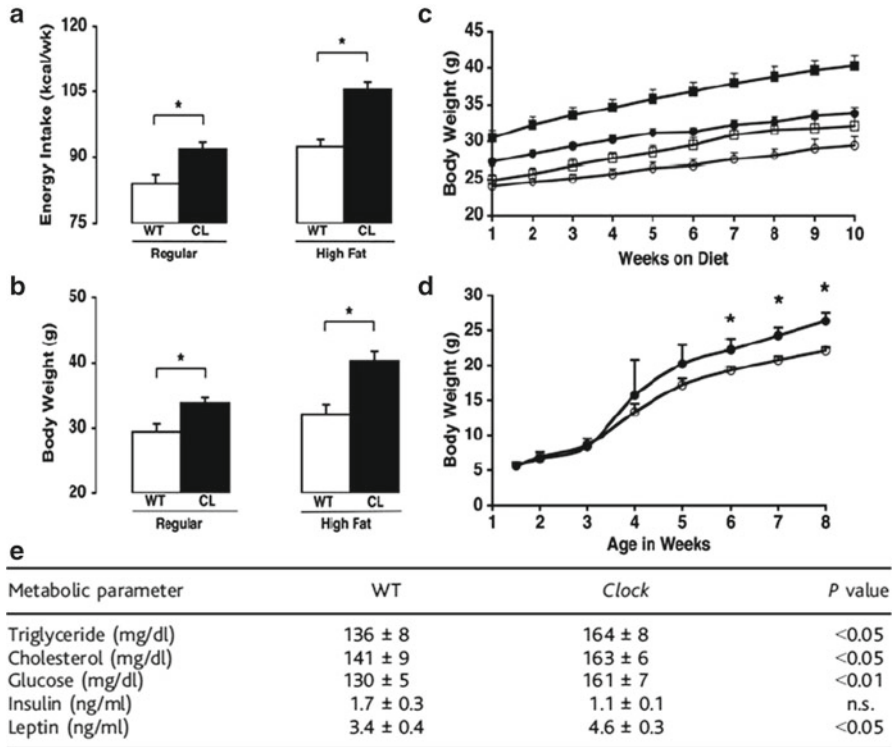 a
Energy Intake (kcal/wk)
120
105
90
75
*
*
WT CL WT CL
Regular High Fat
b
Body Weight (g)
50
40
30
20
*
*
WT CL WT CL
Regular High Fat
c
Body Weight (g)
45
40
35
30
25
20
1 2 3 4 5 6 7 8 9 10
Weeks on Diet
d
Body Weight (g)
30
25
20
15
10
5
0
* * *
1 2 3 4 5 6 7 8
Age in Weeks
e
Metabolic parameter WT Clock P value
Triglyceride (mg/dl) 136 ± 8 164 ± 8 <0.05
Cholesterol (mg/dl) 141 ± 9 163 ± 6 <0.05
Glucose (mg/dl) 130 ± 5 161 ± 7 <0.01
Insulin (ng/ml) 1.7 ± 0.3 1.1 ± 0.1 n.s.
Leptin (ng/ml) 3.4 ± 0.4 4.6 ± 0.3 <0.05